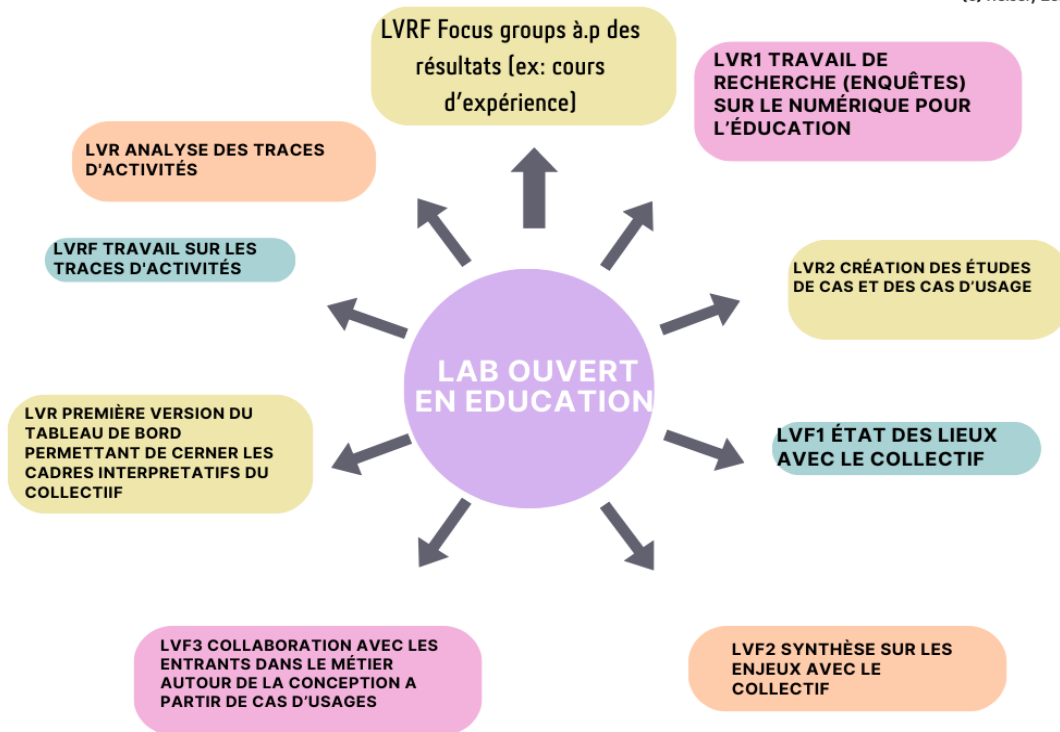 LVRF Focus groups à.p des
résultats (ex: cours
d'expérience)
LVR1 TRAVAIL DE
RECHERCHE (ENQUÊTES)
SUR LE NUMÉRIQUE POUR
L'ÉDUCATION
LVR ANALYSE DES TRACES
D'ACTIVITÉS
LVRF TRAVAIL SUR LES
TRACES D'ACTIVITÉS
LVR2 CRÉATION DES ÉTUDES
DE CAS ET DES CAS D'USAGE
LAB OUVERT
EN EDUCATION
LVR PREMIÈRE VERSION DU
TABLEAU DE BORD
PERMETTANT DE CERNER LES
CADRES INTERPRETATIFS DU
COLLECTIIF
LVF1 ÉTAT DES LIEUX
AVEC LE COLLECTIF
LVF3 COLLABORATION AVEC LES
ENTRANTS DANS LE MÉTIER
AUTOUR DE LA CONCEPTION A
PARTIR DE CAS D'USAGES
LVF2 SYNTHÈSE SUR LES
ENJEUX AVEC LE
COLLECTIF